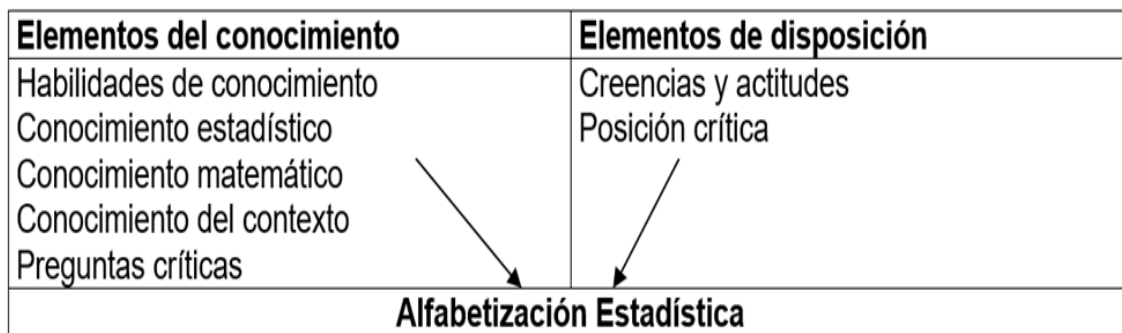 Elementos del conocimiento
Habilidades de conocimiento
Conocimiento estadístico
Conocimiento matemático
Conocimiento del contexto
Preguntas críticas
Elementos de disposición
Creencias y actitudes
Posición crítica
Alfabetización Estadística